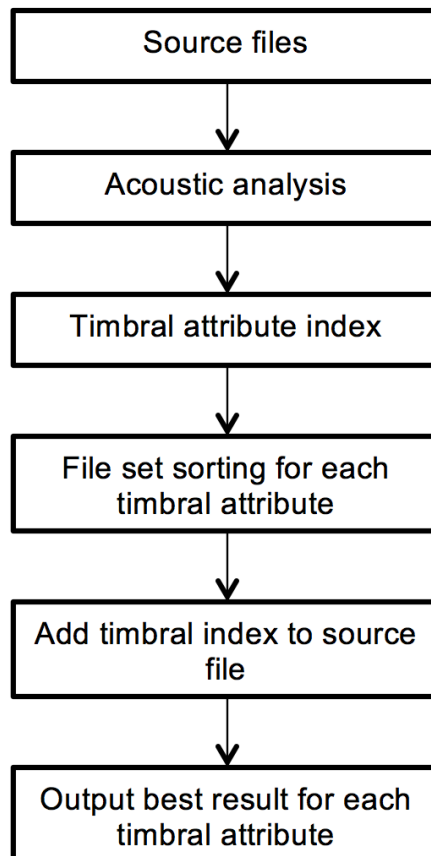 Source files
Acoustic analysis
Timbral attribute index
File set sorting for each
timbral attribute
Add timbral index to source
file
Output best result for each
timbral attribute